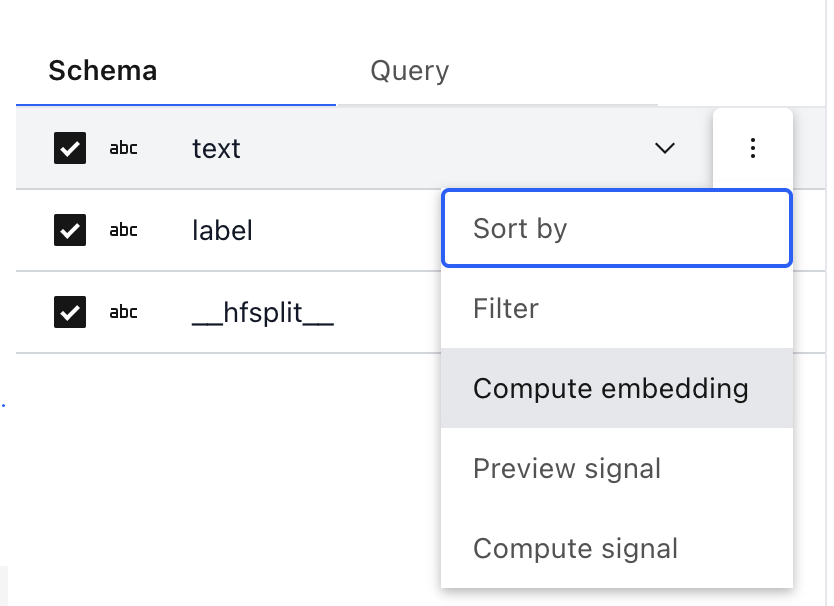 Schema
Query
abc text
abc label
Sort by
Filter
abc __hfsplit__
Compute embedding
Preview signal
Compute signal